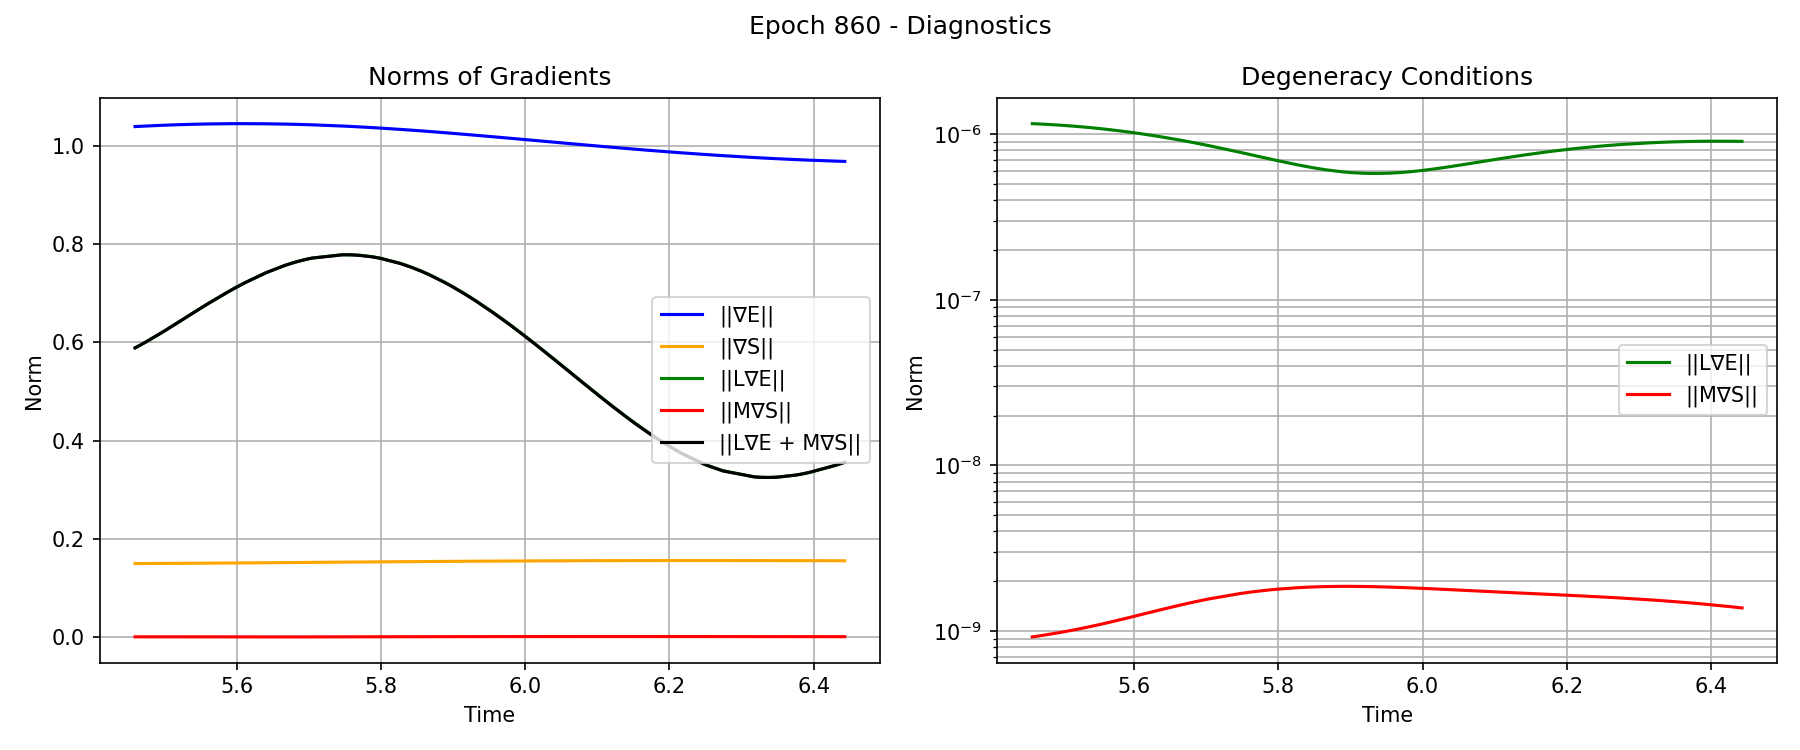 Epoch 860 - Diagnostics
Norms of Gradients
Norm
1.0
0.8
0.6
0.4
0.2
0.0
5.6 5.8 6.0 6.2 6.4
Time
||∇E||
||∇S||
||L∇E||
||M∇S||
||L∇E + M∇S||
Degeneracy Conditions
Norm
10⁻⁶
10⁻⁷
10⁻⁸
10⁻⁹
5.6 5.8 6.0 6.2 6.4
Time
||L∇E||
||M∇S||